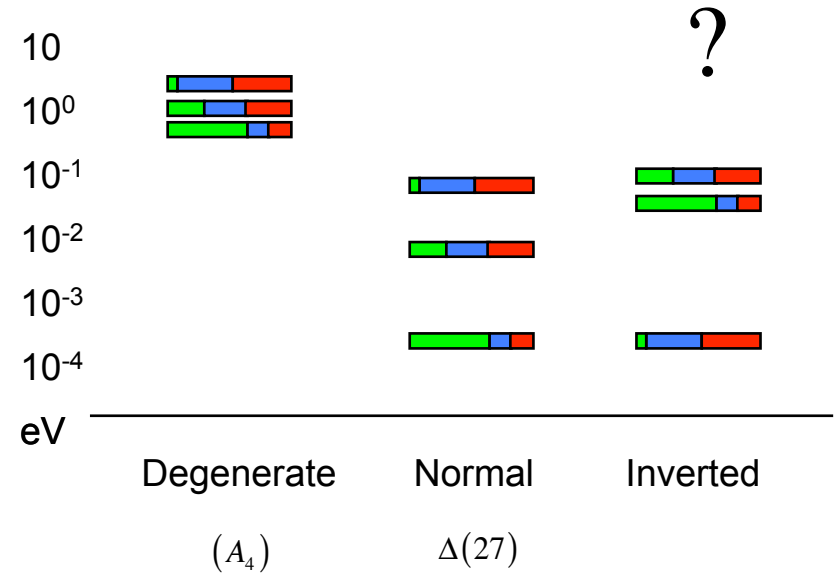 ?
10
10⁰
10⁻¹
10⁻²
10⁻³
10⁻⁴
eV
Degenerate Normal Inverted
(A₄) Δ(27)